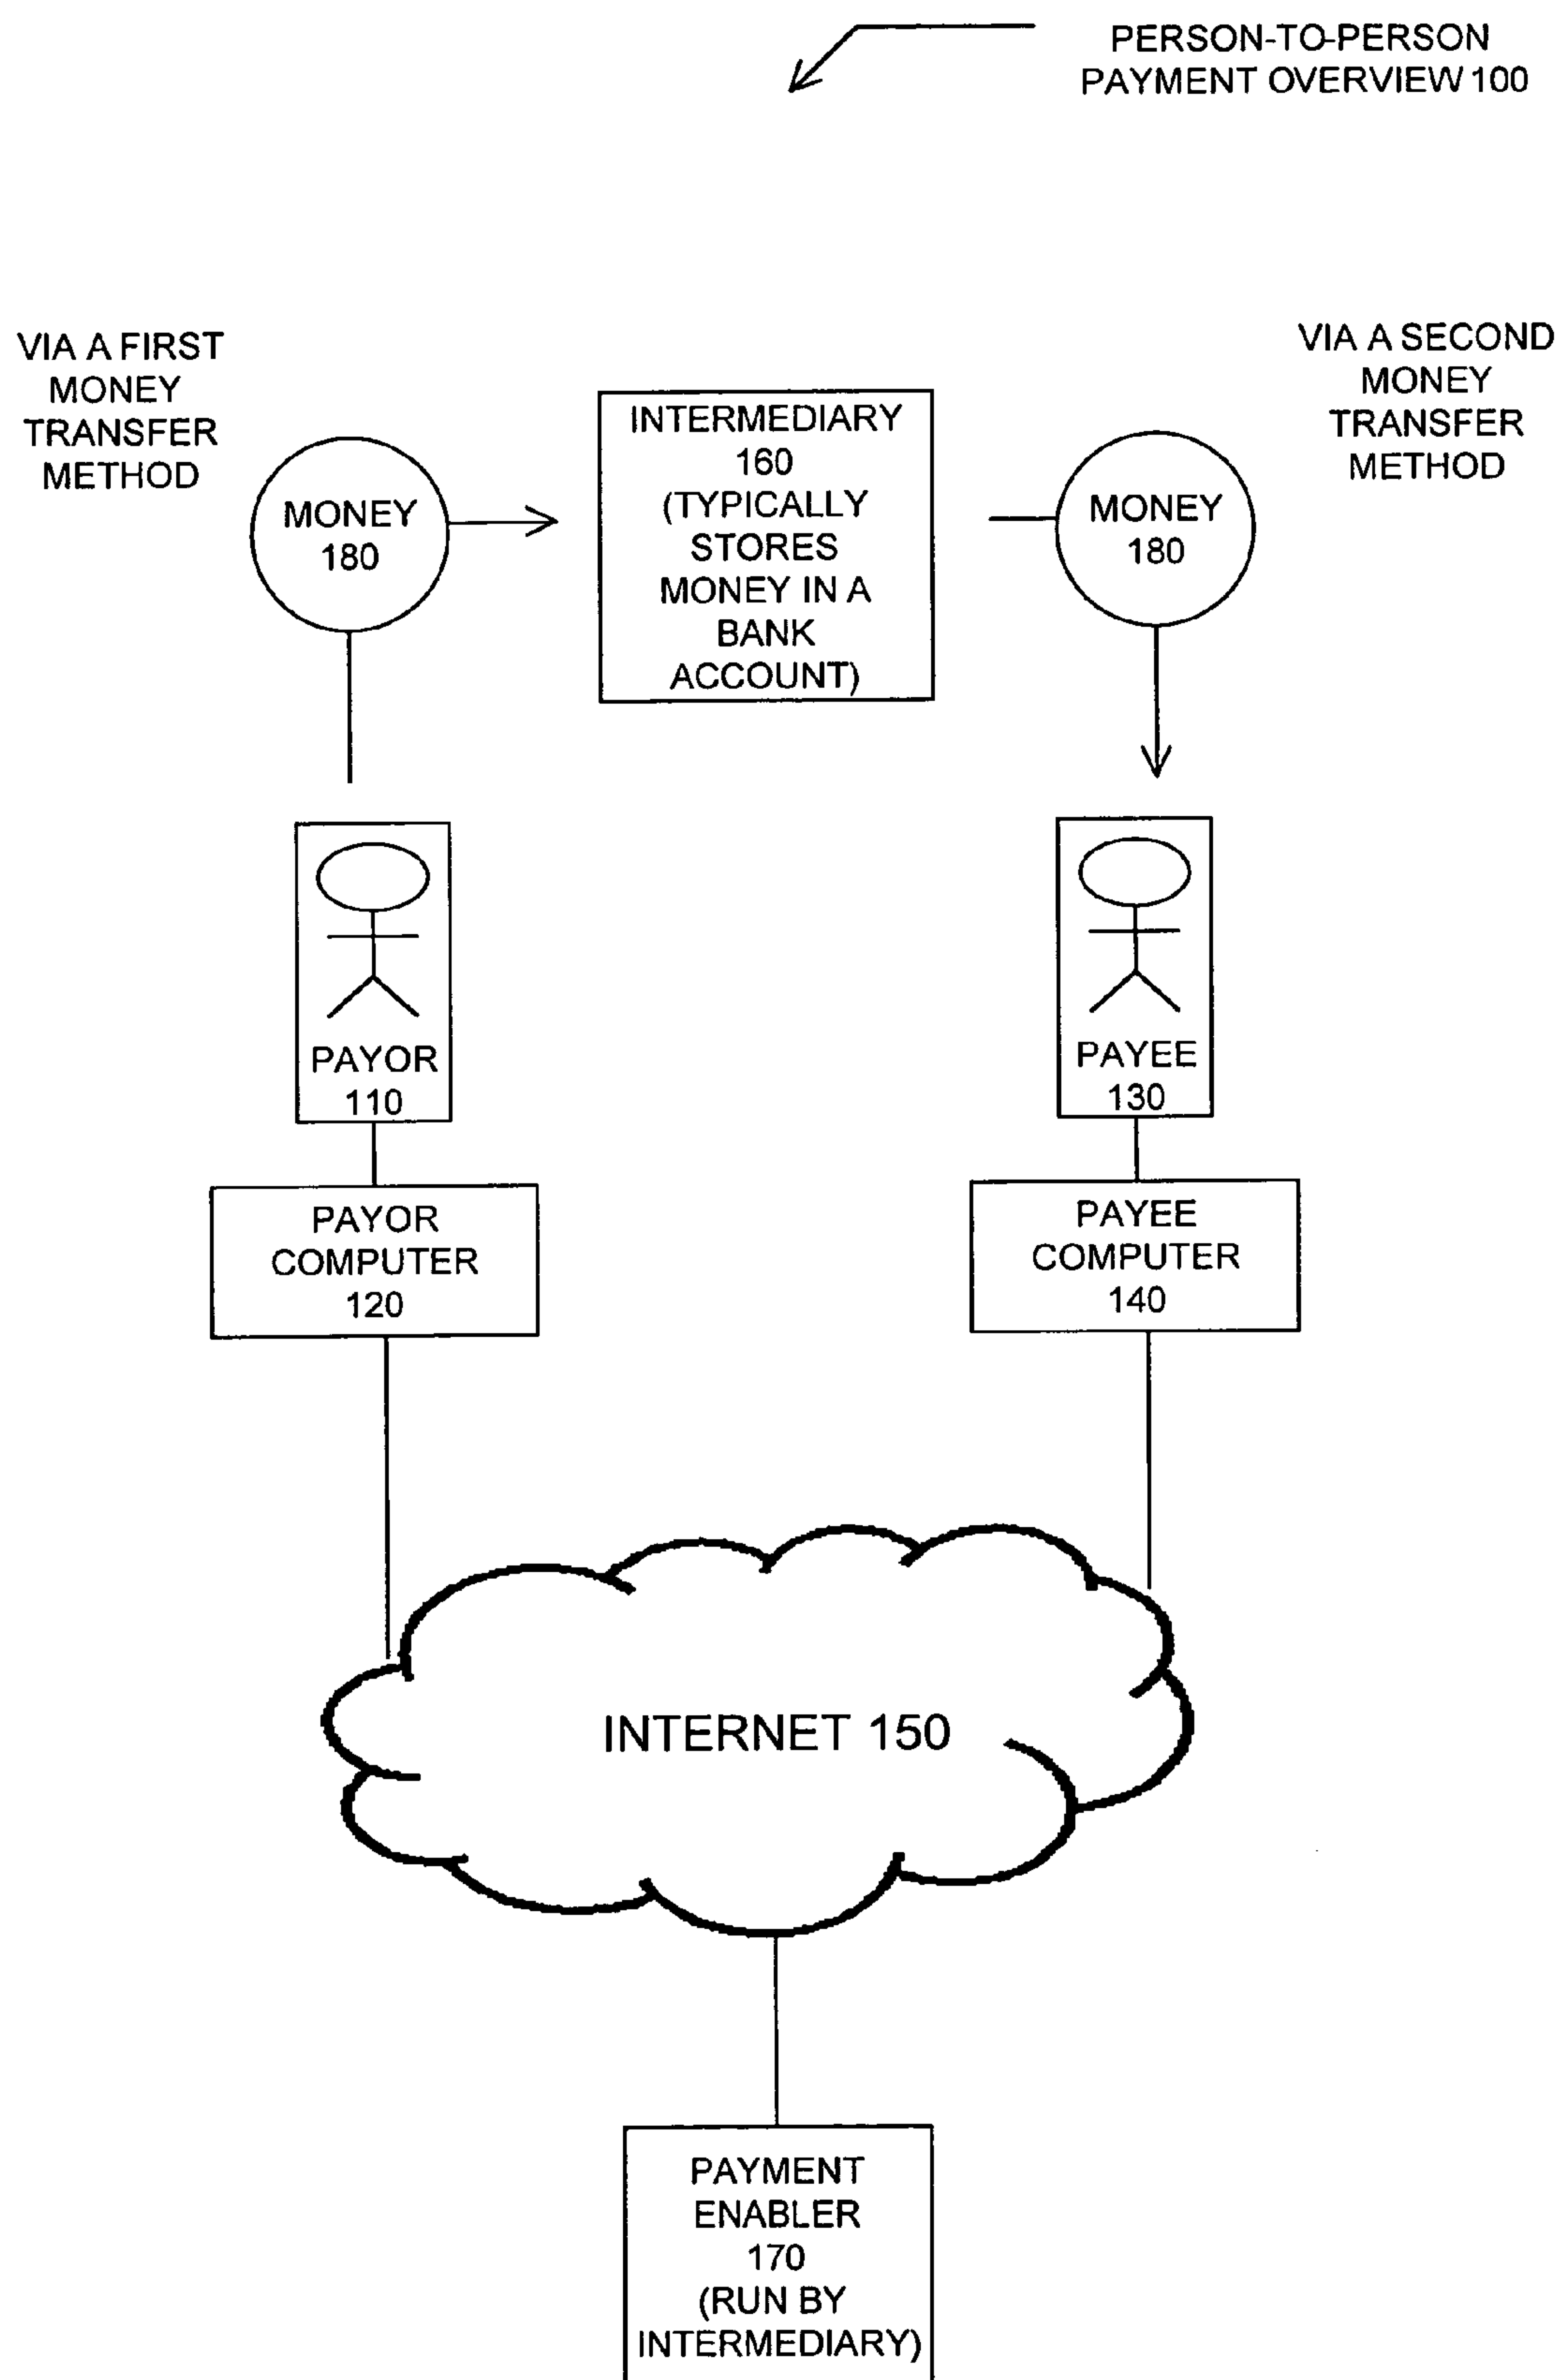 PERSON-TO-PERSON
PAYMENT OVERVIEW 100
VIA A FIRST
MONEY
TRANSFER
METHOD
MONEY
180
INTERMEDIARY
160
(TYPICALLY
STORES
MONEY IN A
BANK
ACCOUNT)
MONEY
180
VIA A SECOND
MONEY
TRANSFER
METHOD
PAYOR
110
PAYEE
130
PAYOR
COMPUTER
120
PAYEE
COMPUTER
140
INTERNET 150
PAYMENT
ENABLER
170
(RUN BY
INTERMEDIARY)